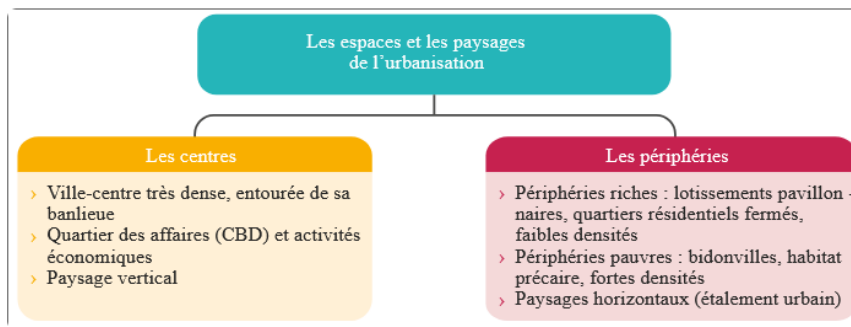 Les espaces et les paysages
de l'urbanisation
Les centres
› Ville-centre très dense, entourée de sa
banlieue
› Quartier des affaires (CBD) et activités
économiques
› Paysage vertical
Les périphéries
› Périphéries riches : lotissements pavillon -
naires, quartiers résidentiels fermés,
faibles densités
› Périphéries pauvres : bidonvilles, habitat
précaire, fortes densités
› Paysages horizontaux (étalement urbain)